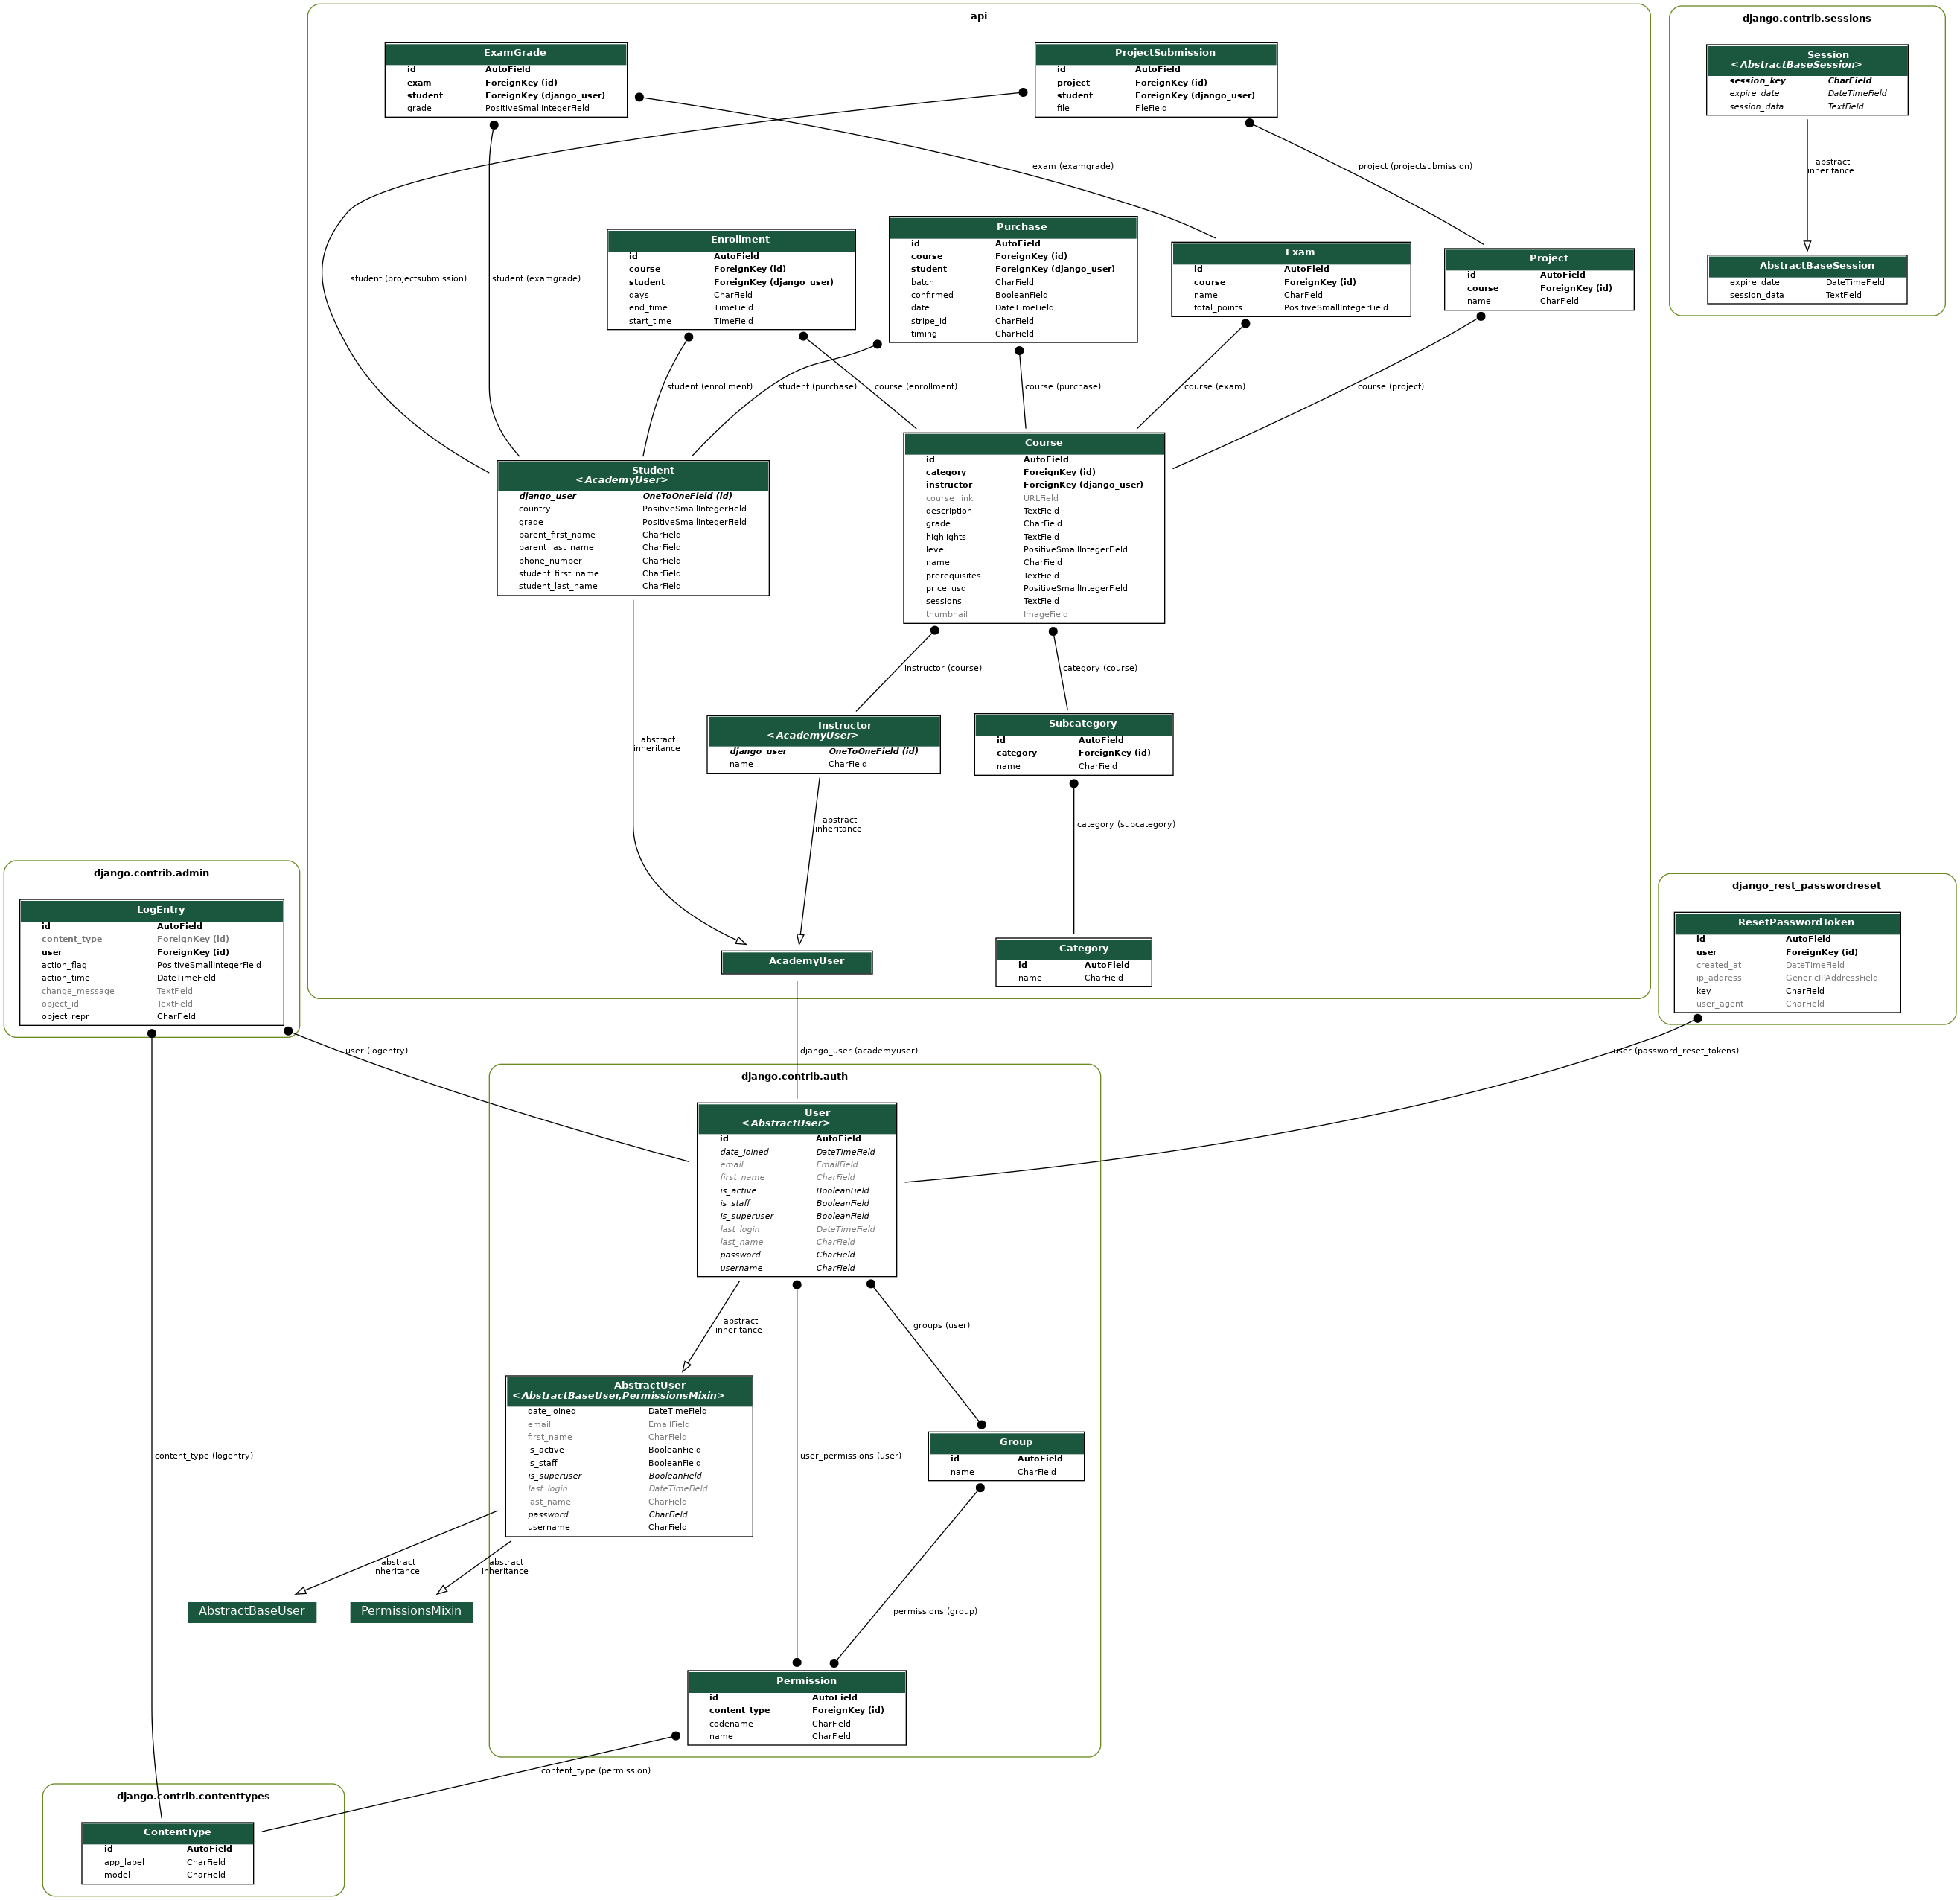 api
ExamGrade
id AutoField
exam ForeignKey (id)
student ForeignKey (django_user)
grade PositiveSmallIntegerField
ProjectSubmission
id AutoField
project ForeignKey (id)
student ForeignKey (django_user)
file FileField
django.contrib.sessions
Session
<AbstractBaseSession>
session_key CharField
expire_date DateTimeField
session_data TextField
abstract
inheritance
AbstractBaseSession
expire_date DateTimeField
session_data TextField
exam (examgrade)
project (projectsubmission)
student (projectsubmission)
student (examgrade)
Enrollment
id AutoField
course ForeignKey (id)
student ForeignKey (django_user)
days CharField
end_time TimeField
start_time TimeField
Purchase
id AutoField
course ForeignKey (id)
student ForeignKey (django_user)
batch CharField
confirmed BooleanField
date DateTimeField
stripe_id CharField
timing CharField
Exam
id AutoField
course ForeignKey (id)
name CharField
total_points PositiveSmallIntegerField
Project
id AutoField
course ForeignKey (id)
name CharField
student (enrollment)
student (purchase)
course (enrollment)
course (purchase)
course (exam)
course (project)
Student
<AcademyUser>
django_user OneToOneField (id)
country PositiveSmallIntegerField
grade PositiveSmallIntegerField
parent_first_name CharField
parent_last_name CharField
phone_number CharField
student_first_name CharField
student_last_name CharField
Course
id AutoField
category ForeignKey (id)
instructor ForeignKey (django_user)
course_link URLField
description TextField
grade CharField
highlights TextField
level PositiveSmallIntegerField
name CharField
prerequisites TextField
price_usd PositiveSmallIntegerField
sessions TextField
thumbnail ImageField
instructor (course)
category (course)
abstract
inheritance
Instructor
<AcademyUser>
django_user OneToOneField (id)
name CharField
Subcategory
id AutoField
category ForeignKey (id)
name CharField
abstract
inheritance
category (subcategory)
AcademyUser
Category
id AutoField
name CharField
django.contrib.admin
LogEntry
id AutoField
content_type ForeignKey (id)
user ForeignKey (id)
action_flag PositiveSmallIntegerField
action_time DateTimeField
change_message TextField
object_id TextField
object_repr CharField
django_rest_passwordreset
ResetPasswordToken
id AutoField
user ForeignKey (id)
created_at DateTimeField
ip_address GenericIPAddressField
key CharField
user_agent CharField
user (logentry)
django_user (academyuser)
user (password_reset_tokens)
django.contrib.auth
User
<AbstractUser>
id AutoField
date_joined DateTimeField
email EmailField
first_name CharField
is_active BooleanField
is_staff BooleanField
is_superuser BooleanField
last_login DateTimeField
last_name CharField
password CharField
username CharField
abstract
inheritance
groups (user)
AbstractUser
<AbstractBaseUser,PermissionsMixin>
date_joined DateTimeField
email EmailField
first_name CharField
is_active BooleanField
is_staff BooleanField
is_superuser BooleanField
last_login DateTimeField
last_name CharField
password CharField
username CharField
content_type (logentry)
user_permissions (user)
Group
id AutoField
name CharField
abstract
inheritance
abstract
inheritance
AbstractBaseUser
PermissionsMixin
permissions (group)
Permission
id AutoField
content_type ForeignKey (id)
codename CharField
name CharField
content_type (permission)
django.contrib.contenttypes
ContentType
id AutoField
app_label CharField
model CharField